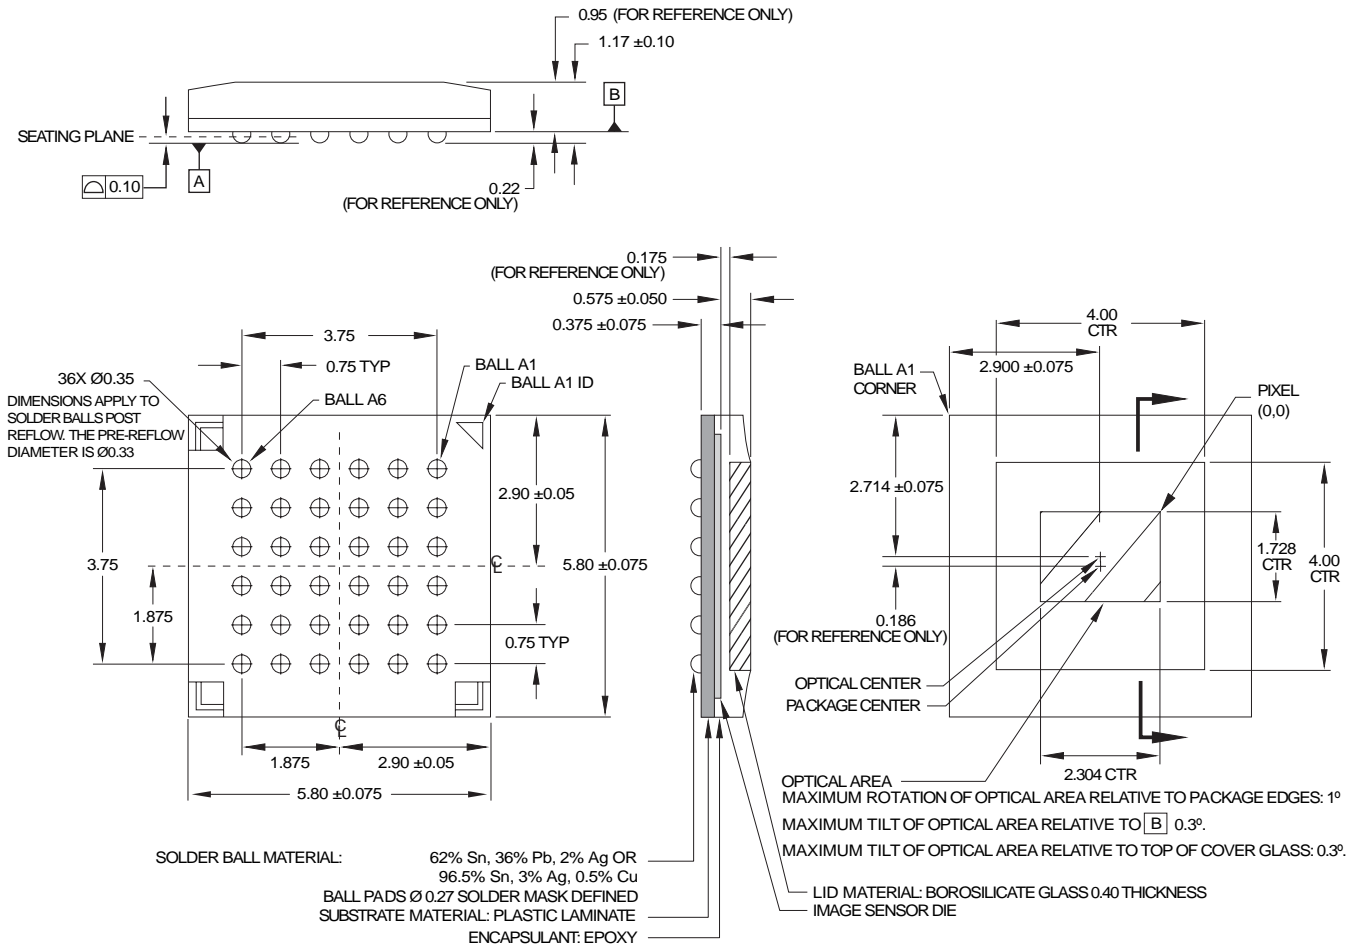 0.95 (FOR REFERENCE ONLY)
1.17 ±0.10
B
SEATING PLANE
A
0.10
0.22
(FOR REFERENCE ONLY)
0.175
(FOR REFERENCE ONLY)
0.575 ±0.050
0.375 ±0.075
3.75
0.75 TYP
BALL A1
BALL A1 ID
36X Ø0.35
BALL A6
DIMENSIONS APPLY TO
SOLDER BALLS POST
REFLOW. THE PRE-REFLOW
DIAMETER IS Ø0.33
2.90 ±0.05
3.75
5.80 ±0.075
CL
1.875
0.75 TYP
CL
1.875
2.90 ±0.05
5.80 ±0.075
4.00
CTR
2.900 ±0.075
BALL A1
CORNER
PIXEL
(0,0)
2.714 ±0.075
1.728
CTR
4.00
CTR
0.186
(FOR REFERENCE ONLY)
OPTICAL CENTER
PACKAGE CENTER
2.304 CTR
OPTICAL AREA
MAXIMUM ROTATION OF OPTICAL AREA RELATIVE TO PACKAGE EDGES: 1º
MAXIMUM TILT OF OPTICAL AREA RELATIVE TO B 0.3º.
MAXIMUM TILT OF OPTICAL AREA RELATIVE TO TOP OF COVER GLASS: 0.3º.
SOLDER BALL MATERIAL: 62% Sn, 36% Pb, 2% Ag OR
96.5% Sn, 3% Ag, 0.5% Cu
BALL PADS Ø 0.27 SOLDER MASK DEFINED
SUBSTRATE MATERIAL: PLASTIC LAMINATE
ENCAPSULANT: EPOXY
LID MATERIAL: BOROSILICATE GLASS 0.40 THICKNESS
IMAGE SENSOR DIE